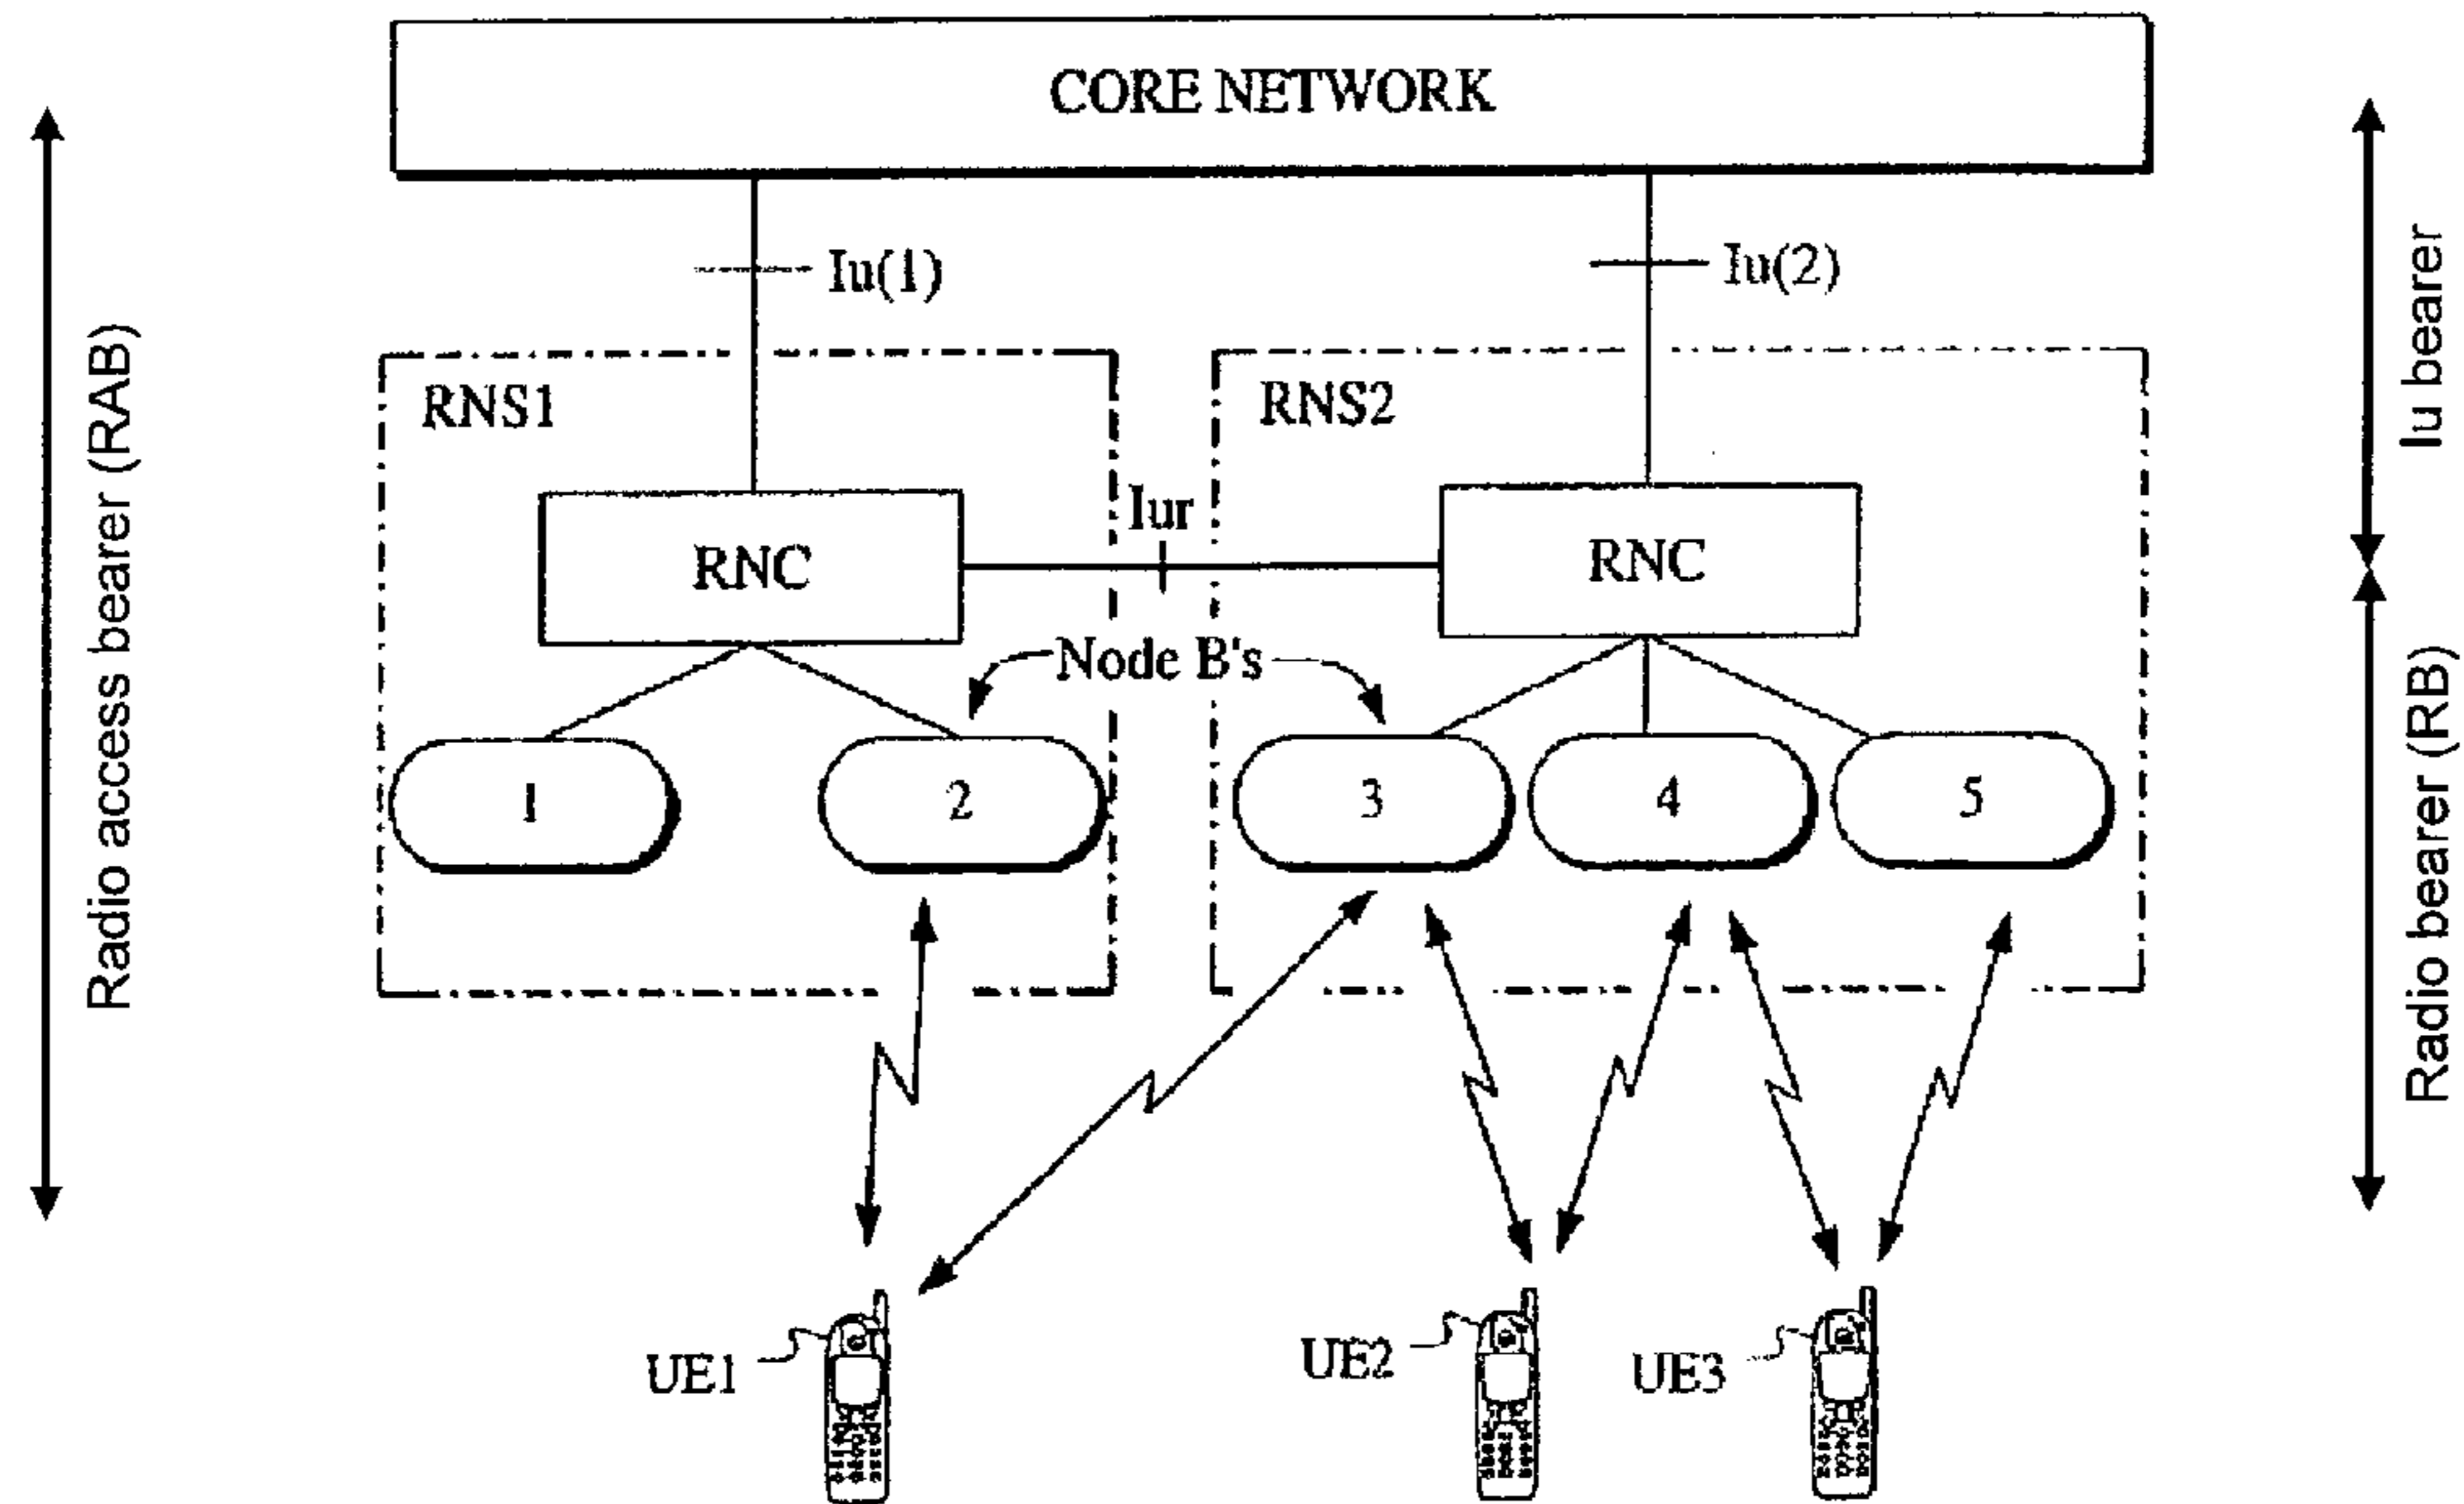 CORE NETWORK
Iu(1)
Iu(2)
RNS1
RNS2
Iur
RNC
RNC
Node B's
1
2
3
4
5
UE1
UE2
UE3
Radio access bearer (RAB)
Iu bearer
Radio bearer (RB)